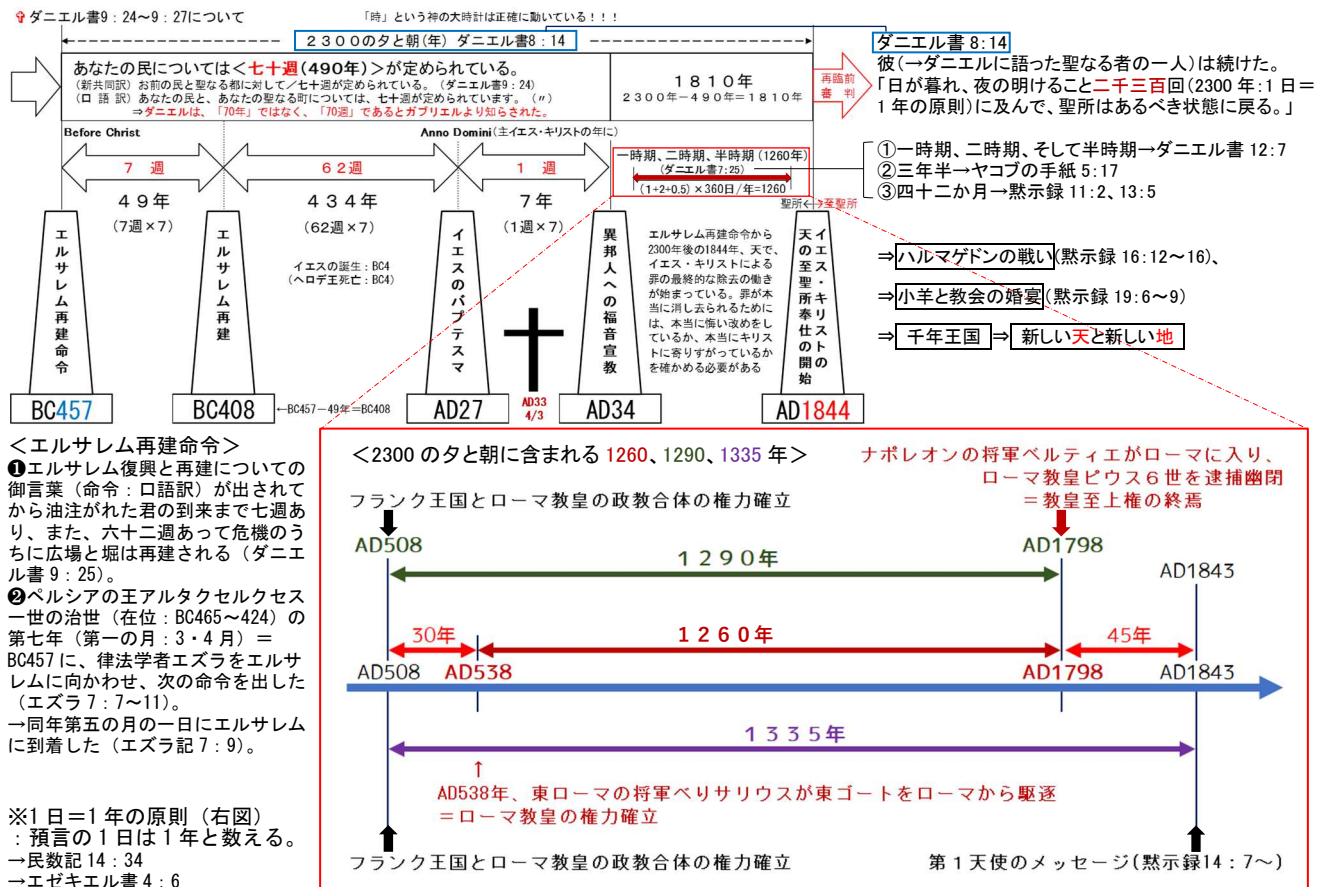 ✞ダニエル書9：24～9：27について
「時」という神の大時計は正確に動いている！！！
２３００の夕と朝(年) ダニエル書8：14
あなたの民については＜七十週(490年)＞が定められている。
(新共同訳) お前の民と聖なる都に対して/七十週が定められている。（ダニエル書9：24）
(口 語 訳) あなたの民と、あなたの聖なる町については、七十週が定められています。（〃）
⇒ダニエルは、「70年」ではなく、「70週」であるとガブリエルより知らされた。
１８１０年
２３００年－４９０年＝１８１０年
再臨前
審 判
ダニエル書 8:14
彼(→ダニエルに語った聖なる者の一人)は続けた。
「日が暮れ、夜の明けること二千三百回(2300 年:1 日＝
1 年の原則)に及んで、聖所はあるべき状態に戻る。」
Before Christ
Anno Domini(主イエス・キリストの年に)
７ 週
６２週
１ 週
４９年
(7週×7)
４３４年
(62週×7)
７年
(1週×7)
一時期、二時期、半時期(1260年)
(ダニエル書7:25)
(1+2+0.5)×360日/年=1260
聖所←→至聖所
①一時期、二時期、そして半時期→ダニエル書 12:7
②三年半→ヤコブの手紙 5:17
③四十二か月→黙示録 11:2、13:5
⇒ハルマゲドンの戦い(黙示録 16:12～16)、
⇒小羊と教会の婚宴(黙示録 19:6～9)
⇒ 千年王国 ⇒ 新しい天と新しい地
エルサレム再建命令
エルサレム再建
イエスの誕生：BC4
(ヘロデ王死亡：BC4)
イエスのバプテスマ
異邦人への福音宣教
エルサレム再建命令から
2300年後の1844年、天で、
イエス・キリストによる
罪の最終的な除去の働き
が始まっている。罪が本
当に消し去られるために
は、本当に悔い改めをし
ているか、本当にキリス
トに寄りすがっているか
を確かめる必要がある
イエス・キリストの
天の至聖所奉仕の開始
BC457
BC408
←BC457－49年＝BC408
AD27
AD33
4/3
AD34
AD1844
＜エルサレム再建命令＞
❶エルサレム復興と再建についての
御言葉（命令：口語訳）が出されて
から油注がれた君の到来まで七週あ
り、また、六十二週あって危機のう
ちに広場と堀は再建される（ダニエ
ル書 9：25）。
❷ペルシアの王アルタクセルクセス
一世の治世（在位：BC465～424）の
第七年（第一の月：3・4 月）＝
BC457 に、律法学者エズラをエルサ
レムに向かわせ、次の命令を出した
（エズラ 7：7～11）。
→同年第五の月の一日にエルサレム
に到着した（エズラ記 7：9）。
※1 日＝1 年の原則（右図）
：預言の 1 日は 1 年と数える。
→民数記 14：34
→エゼキエル書 4：6
＜2300 の夕と朝に含まれる 1260、1290、1335 年＞
ナポレオンの将軍ベルティエがローマに入り、
ローマ教皇ピウス６世を逮捕幽閉
＝教皇至上権の終焉
フランク王国とローマ教皇の政教合体の権力確立
AD508
１２９０年
AD1798
AD1843
30年
１２６０年
45年
AD508
AD538
AD1798
AD1843
１３３５年
↑
AD538年、東ローマの将軍べリサリウスが東ゴートをローマから駆逐
＝ローマ教皇の権力確立
フランク王国とローマ教皇の政教合体の権力確立
第１天使のメッセージ(黙示録14：7～)